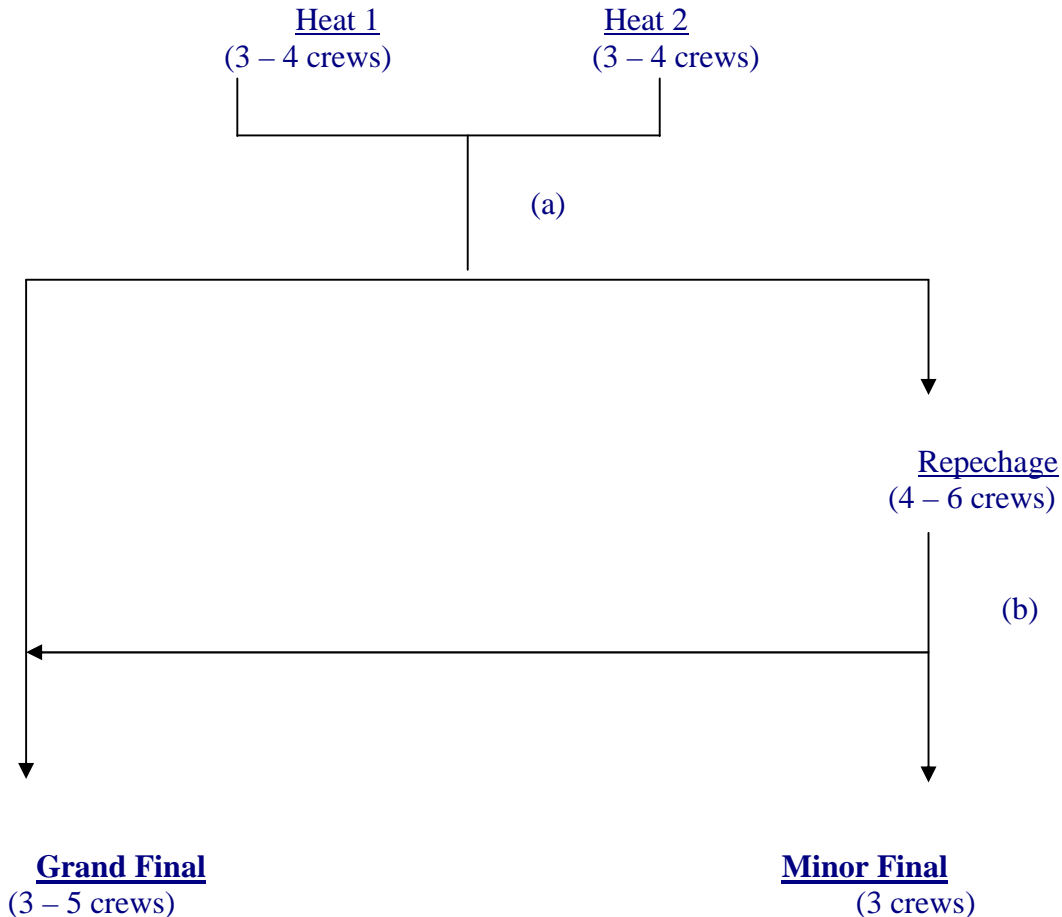 Heat 1
Heat 2
(3 – 4 crews)
(3 – 4 crews)
(a)
Repechage
(4 – 6 crews)
(b)
Grand Final
Minor Final
(3 – 5 crews)
(3 crews)